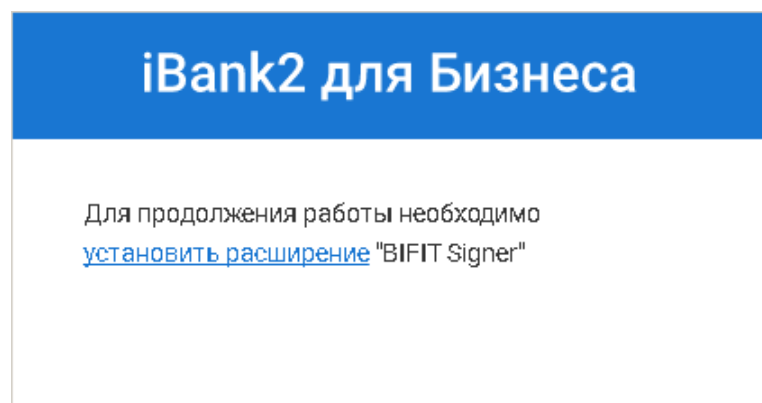 iBank2 для Бизнеса
Для продолжения работы необходимо
установить расширение "BIFIT Signer"